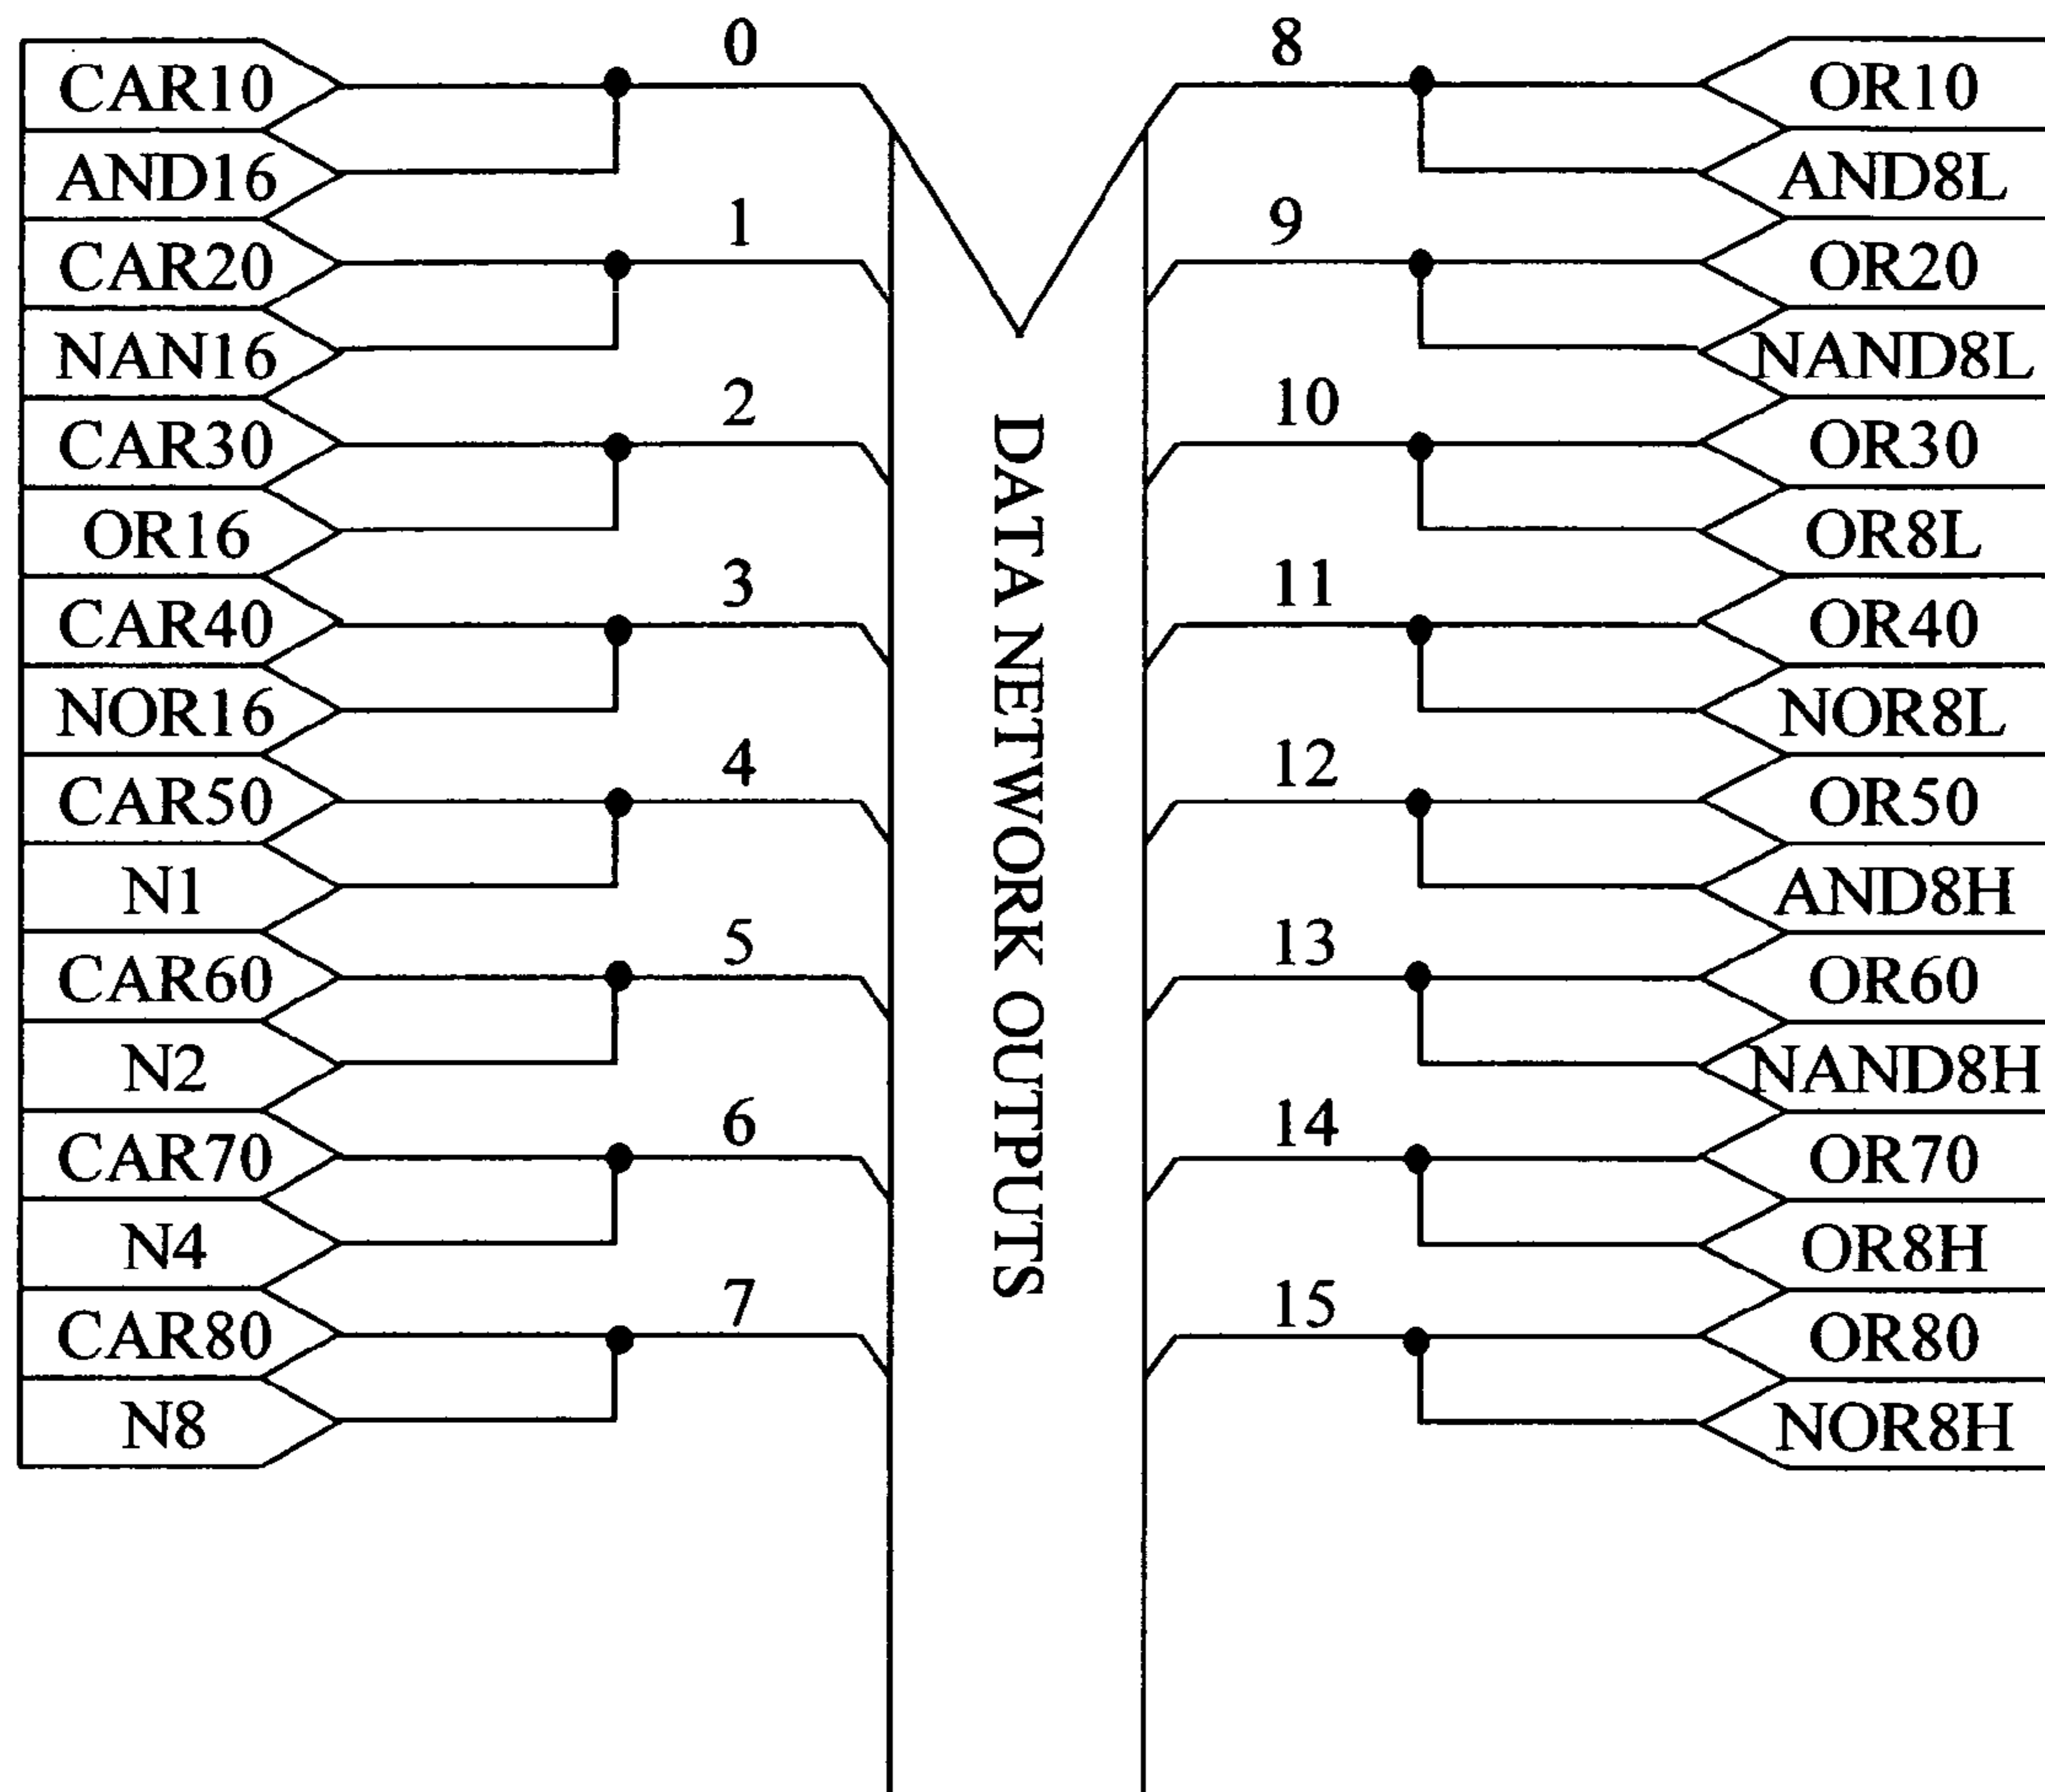 CAR10
0
AND16
CAR20
1
NAN16
CAR30
2
OR16
CAR40
3
NOR16
CAR50
4
N1
CAR60
5
N2
CAR70
6
N4
CAR80
7
N8
DATA NETWORK OUTPUTS
8
OR10
AND8L
9
OR20
NAND8L
10
OR30
OR8L
11
OR40
NOR8L
12
OR50
AND8H
13
OR60
NAND8H
14
OR70
OR8H
15
OR80
NOR8H